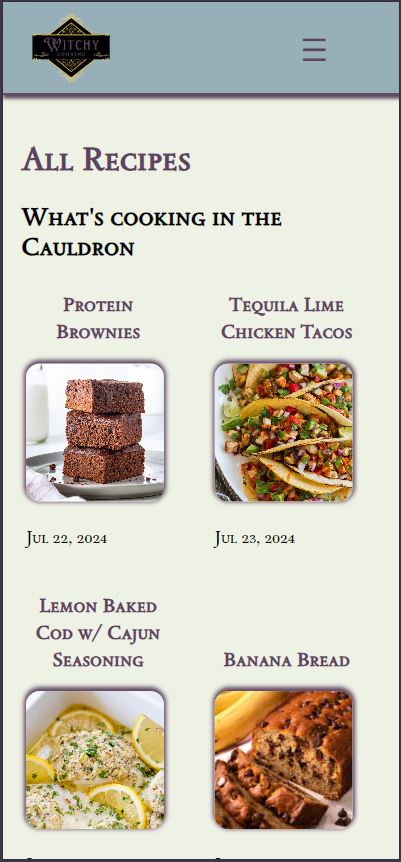 Witchy
Cooking
All Recipes
What's cooking in the
Cauldron
Protein
Brownies
Tequila Lime
Chicken Tacos
Jul 22, 2024
Jul 23, 2024
Lemon Baked
Cod w/ Cajun
Seasoning
Banana Bread